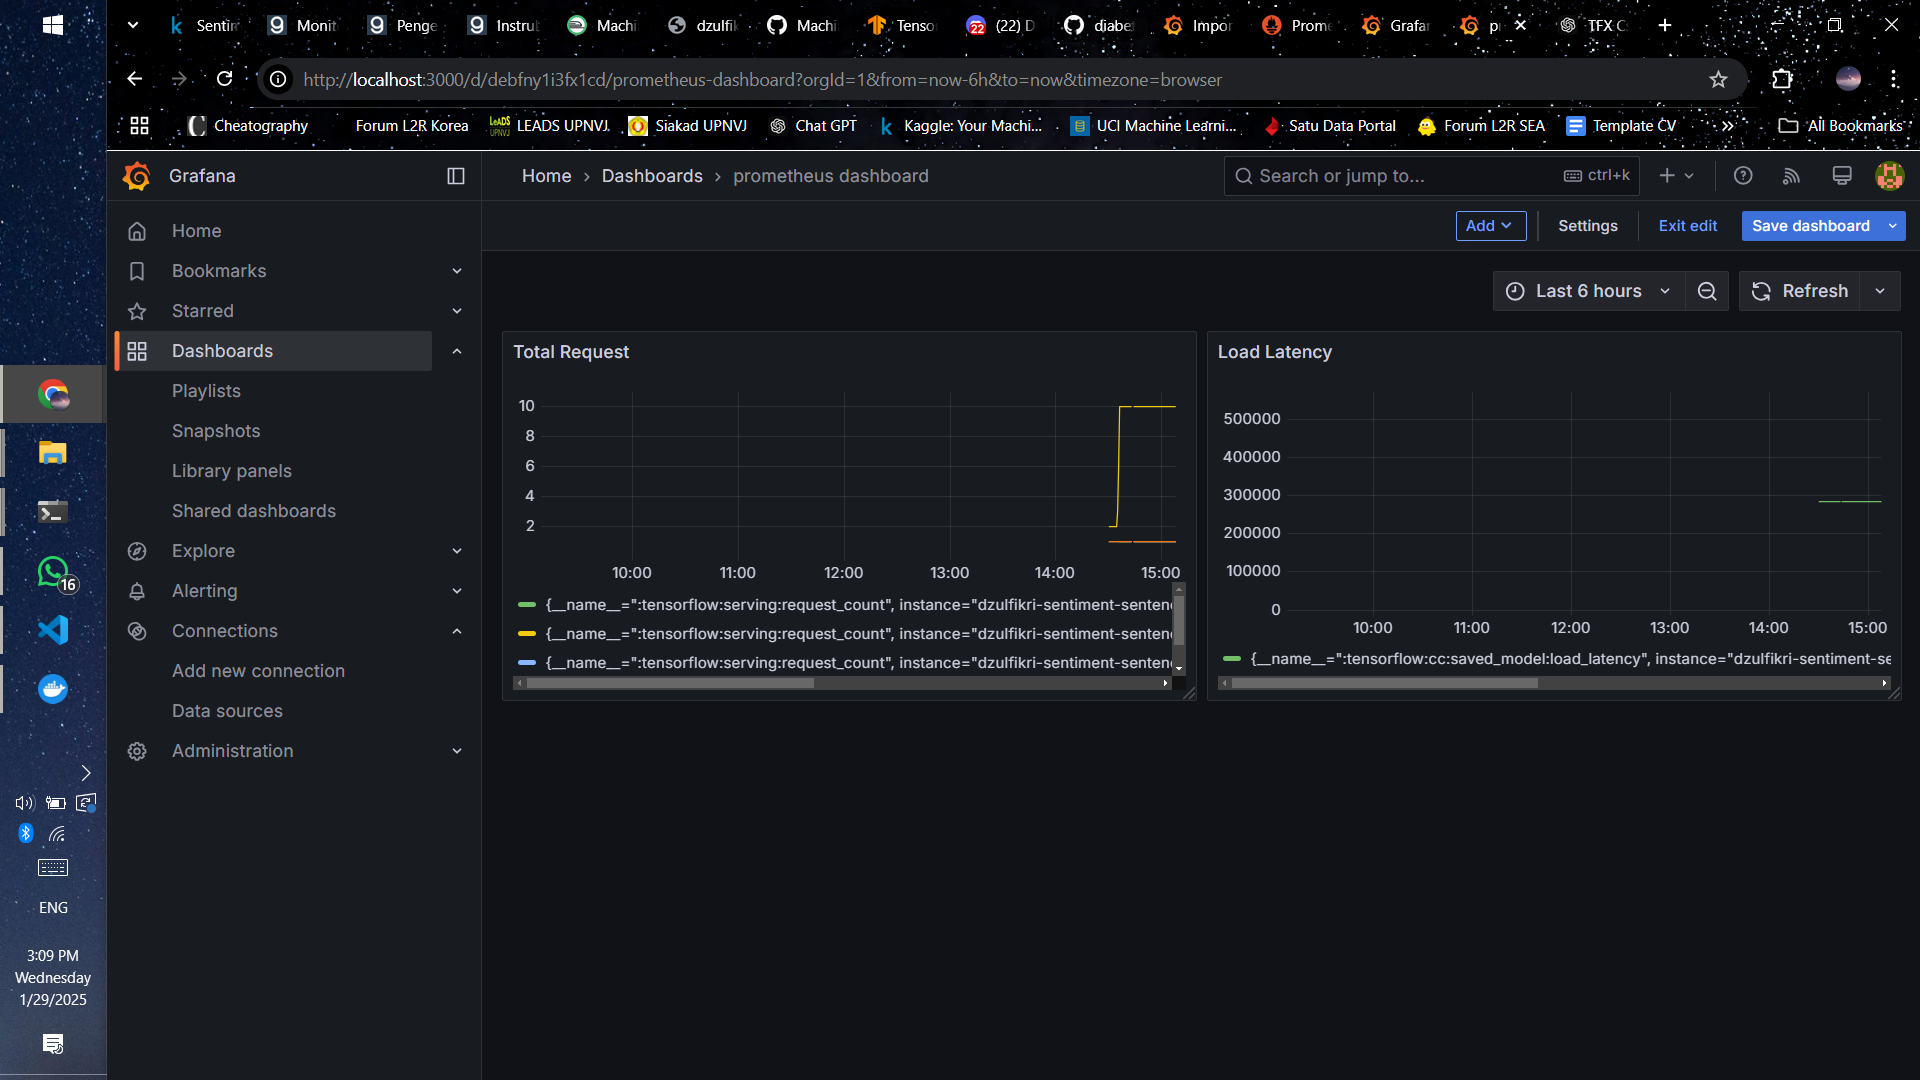 Sentin
Monit
Penge
Instru
Machi
dzulfik
Machi
Tenso
(22) D
diabe
Impor
Prome
Grafan
p
TFX C
http://localhost:3000/d/debfny1i3fx1cd/prometheus-dashboard?orgId=1&from=now-6h&to=now&timezone=browser
Cheatography
Forum L2R Korea
LEADS UPNVJ
Siakad UPNVJ
Chat GPT
Kaggle: Your Machi...
UCI Machine Learni...
Satu Data Portal
Forum L2R SEA
Template CV
All Bookmarks
Grafana
Home › Dashboards › prometheus dashboard
Search or jump to...
ctrl+k
Add
Settings
Exit edit
Save dashboard
Home
Bookmarks
Starred
Dashboards
Playlists
Snapshots
Library panels
Shared dashboards
Explore
Alerting
Connections
Add new connection
Data sources
Administration
Last 6 hours
Refresh
Total Request
10
8
6
4
2
10:00 11:00 12:00 13:00 14:00 15:00
{__name__=":tensorflow:serving:request_count", instance="dzulfikri-sentiment-senten
{__name__=":tensorflow:serving:request_count", instance="dzulfikri-sentiment-senten
{__name__=":tensorflow:serving:request_count", instance="dzulfikri-sentiment-senten
Load Latency
500000
400000
300000
200000
100000
0
10:00 11:00 12:00 13:00 14:00 15:00
{__name__=":tensorflow:cc:saved_model:load_latency", instance="dzulfikri-sentiment-se
16
ENG
3:09 PM
Wednesday
1/29/2025